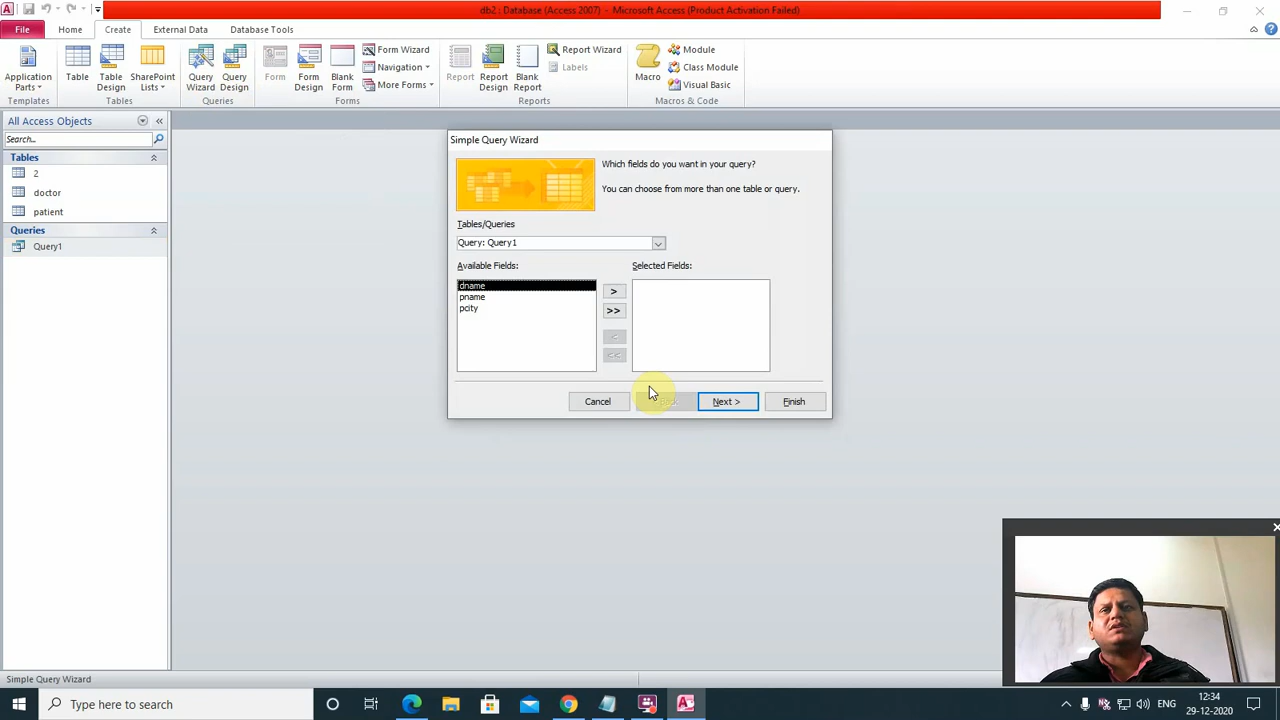 db2 : Database (Access 2007) - Microsoft Access (Product Activation Failed)
File Home Create External Data Database Tools
Application Parts
Table
Table Design
SharePoint Lists
Query Wizard
Query Design
Form
Form Design
Blank Form
Form Wizard
Navigation
More Forms
Report
Report Design
Blank Report
Report Wizard
Labels
Macro
Module
Class Module
Visual Basic
Templates Tables Queries Forms Reports Macros & Code
All Access Objects
Search...
Tables
2
doctor
patient
Queries
Query1
Simple Query Wizard
Which fields do you want in your query?
You can choose from more than one table or query.
Tables/Queries
Query: Query1
Available Fields:
Selected Fields:
dname
pname
pcity
>
>>
<
<<
Cancel
Next >
Finish
Simple Query Wizard
Type here to search
ENG
12:34
29-12-2020